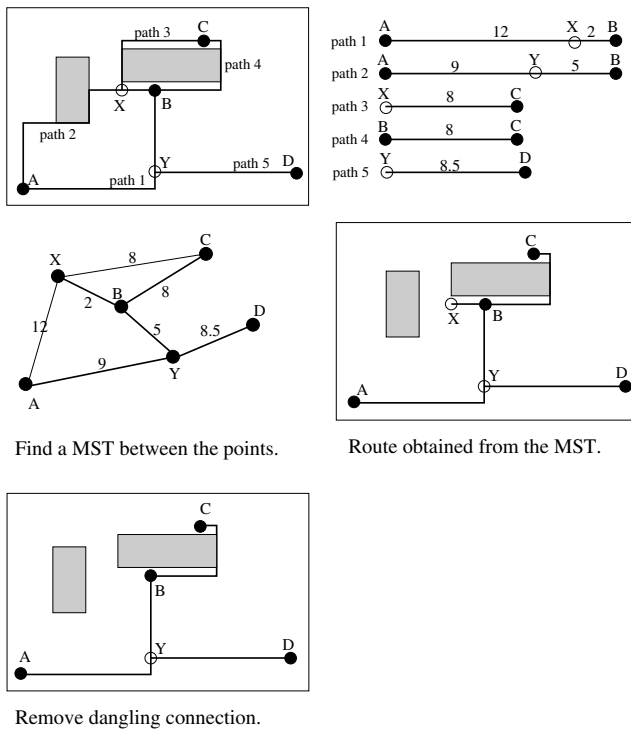 path 3
C
path 4
X
B
path 2
Y
path 5
D
A
path 1
path 1
A
12
X
2
B
path 2
A
9
Y
5
B
path 3
X
8
C
path 4
B
8
C
path 5
Y
8.5
D
X
8
C
2
B
8
12
5
8.5
D
9
Y
A
Find a MST between the points.
C
X
B
Y
D
A
Route obtained from the MST.
C
B
Y
D
A
Remove dangling connection.